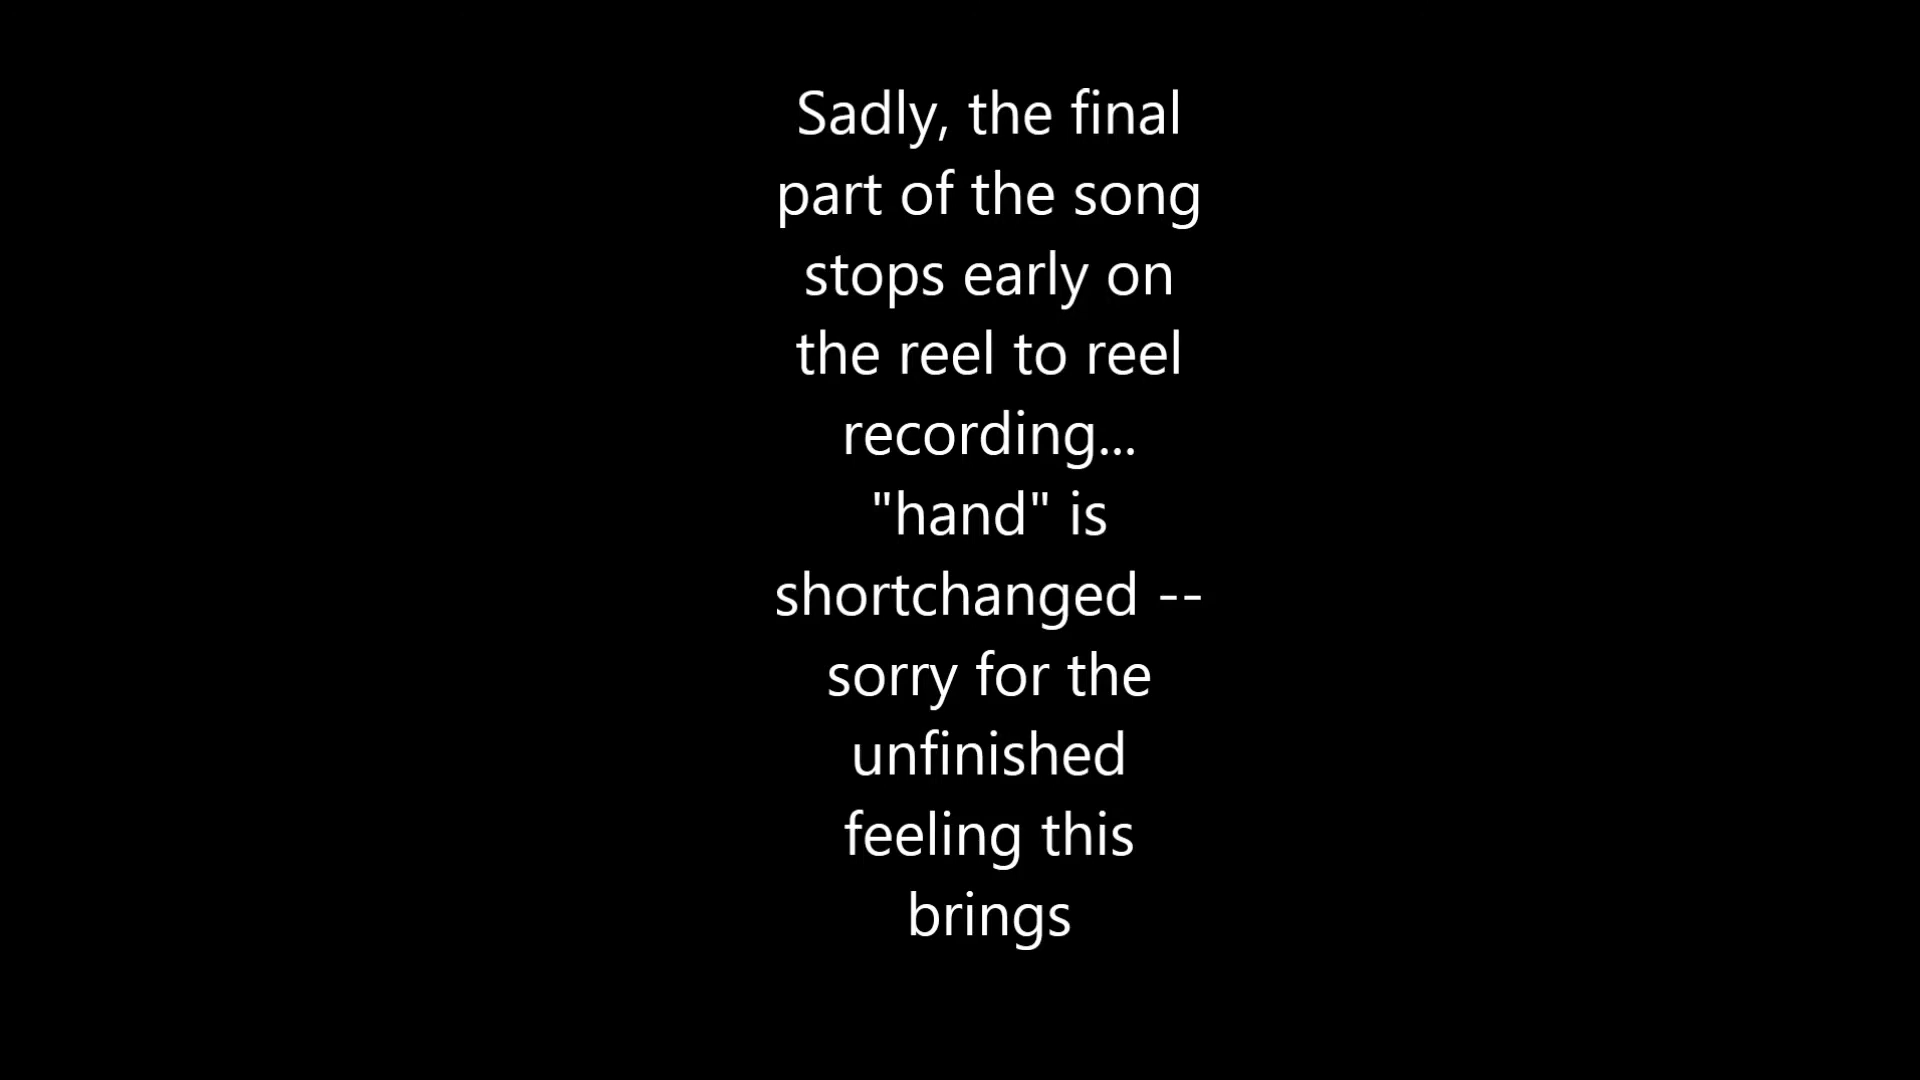 Sadly, the final
part of the song
stops early on
the reel to reel
recording...
"hand" is
shortchanged --
sorry for the
unfinished
feeling this
brings